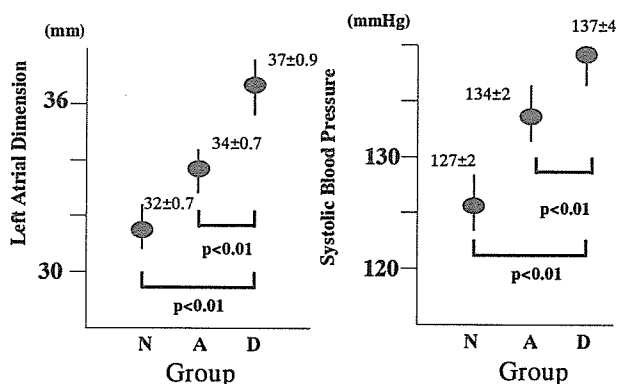 (mm)
Left Atrial Dimension
36
30
37±0.9
34±0.7
32±0.7
p<0.01
p<0.01
N A D
Group
(mmHg)
Systolic Blood Pressure
130
120
137±4
134±2
127±2
p<0.01
p<0.01
N A D
Group